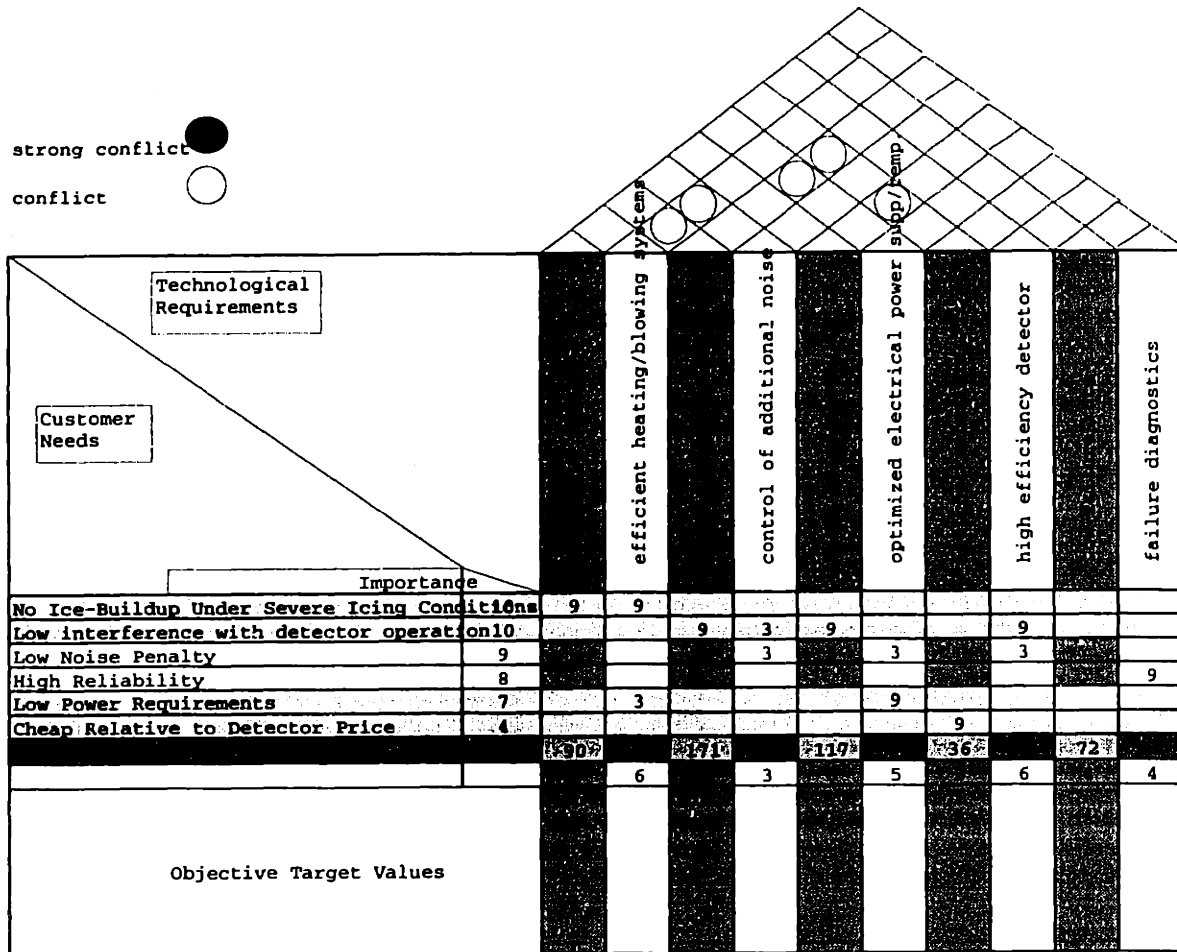 strong conflict
conflict
efficient heating/blowing systems
control of additional noise
optimized electrical power supp/temp.
high efficiency detector
failure diagnostics
Technological
Requirements
Customer
Needs
Importance
No Ice-Buildup Under Severe Icing Conditions 9 9
Low interference with detector operation 10 9 3 9 9
Low Noise Penalty 9 3 3 3
High Reliability 8 9
Low Power Requirements 7 3 9
Cheap Relative to Detector Price 4 9
90 171 117 36 72
6 3 5 6 4
Objective Target Values